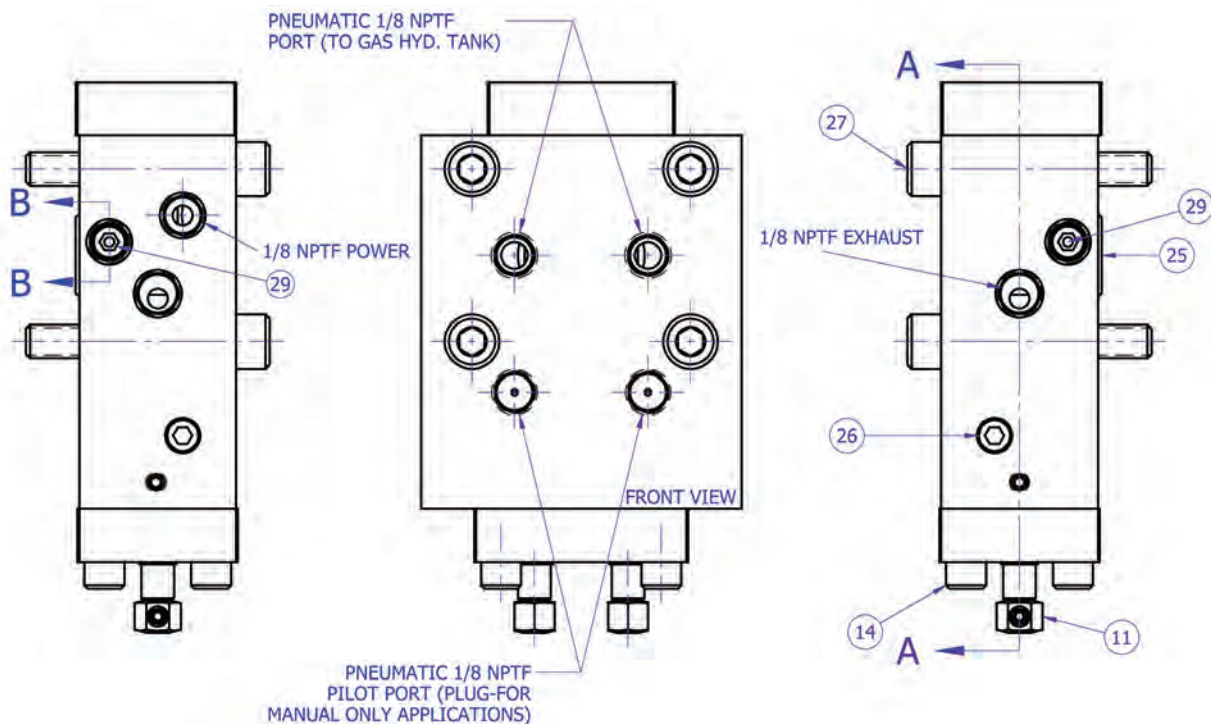 PNEUMATIC 1/8 NPTF
PORT (TO GAS HYD. TANK)
A
27
B
29
1/8 NPTF POWER
1/8 NPTF EXHAUST
25
B
29
26
FRONT VIEW
14
11
A
PNEUMATIC 1/8 NPTF
PILOT PORT (PLUG-FOR
MANUAL ONLY APPLICATIONS)